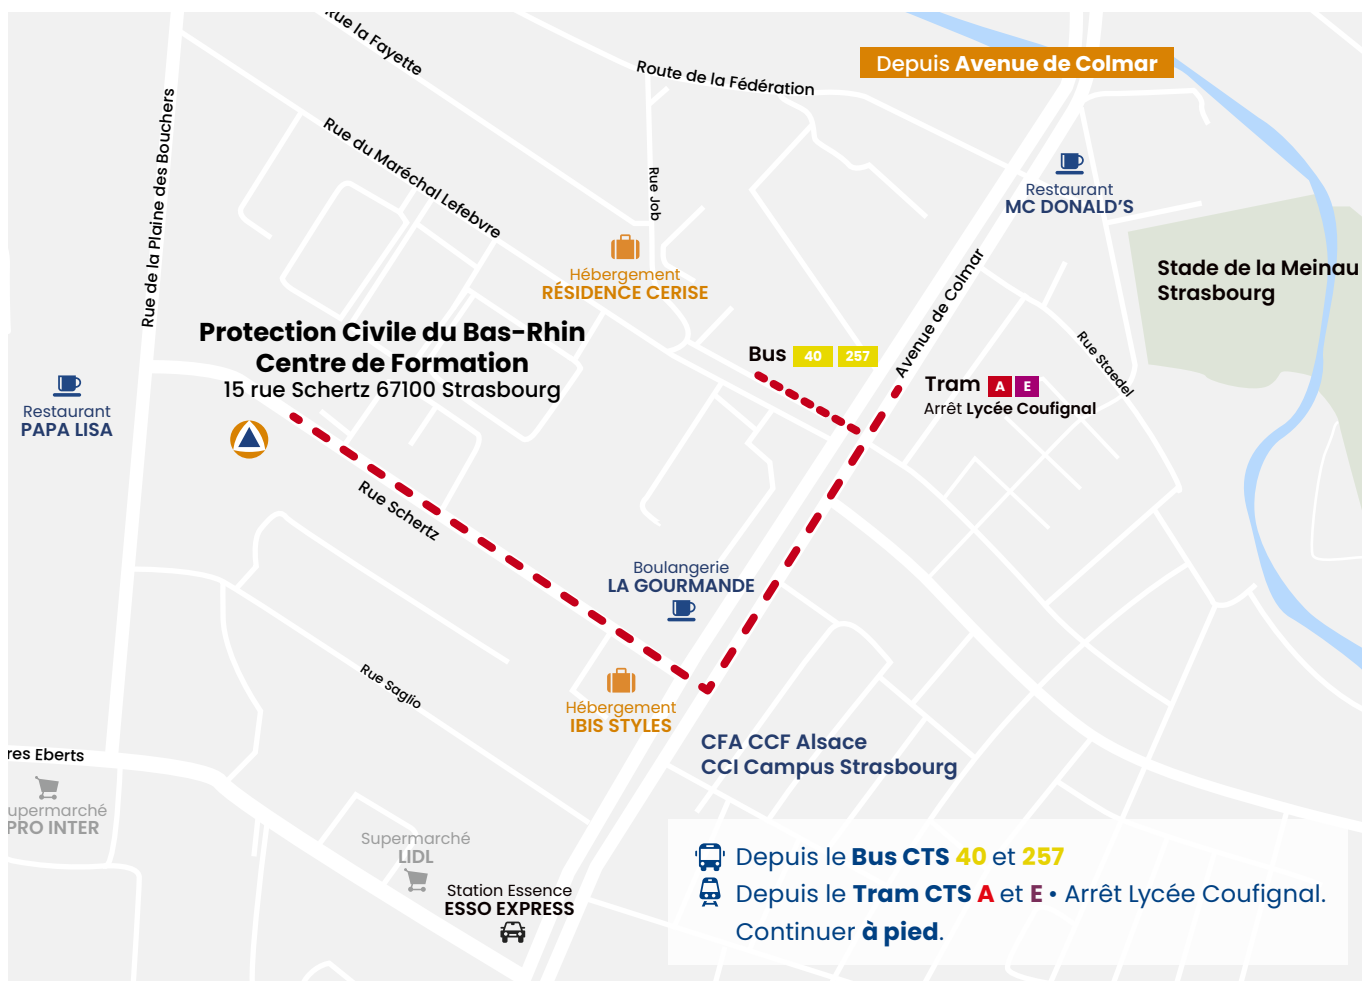 Rue la Fayette
Route de la Fédération
Depuis Avenue de Colmar
Rue de la Plaine des Bouchers
Rue du Maréchal Lefebvre
Rue Job
Restaurant
MC DONALD'S
Hébergement
RÉSIDENCE CERISE
Avenue de Colmar
Stade de la Meinau
Strasbourg
Protection Civile du Bas-Rhin
Centre de Formation
15 rue Schertz 67100 Strasbourg
Bus 40 257
Rue Staedel
Tram A E
Arrêt Lycée Coufignal
Restaurant
PAPA LISA
Rue Schertz
Boulangerie
LA GOURMANDE
Rue Saglio
Hébergement
IBIS STYLES
CFA CCF Alsace
CCI Campus Strasbourg
res Eberts
upermarché
PRO INTER
Supermarché
LIDL
Station Essence
ESSO EXPRESS
Depuis le Bus CTS 40 et 257
Depuis le Tram CTS A et E • Arrêt Lycée Coufignal.
Continuer à pied.